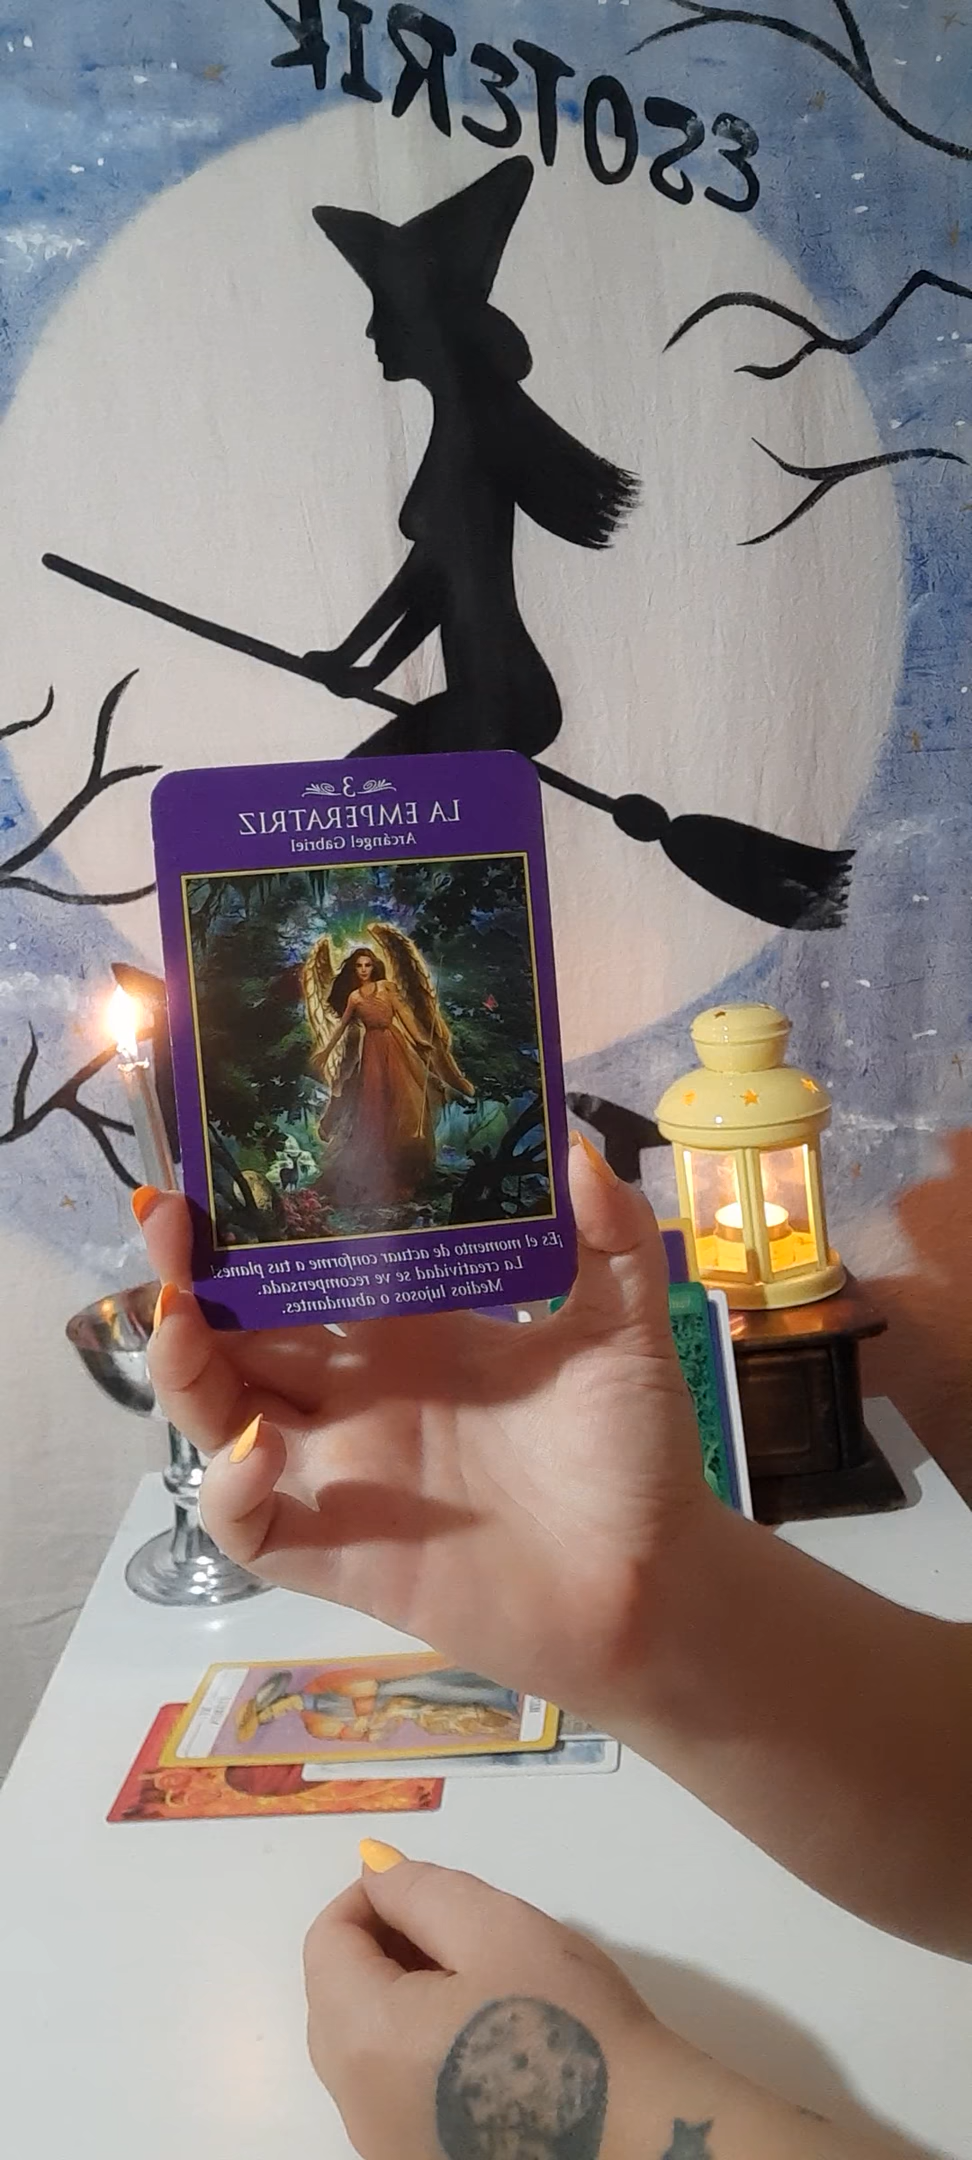 ESOTERIK
3
LA EMPERATRIZ
Arcángel Gabriel
¡Es el momento de actuar conforme a tus planes!
La creatividad se ve recompensada.
Medios lujosos o abundantes.